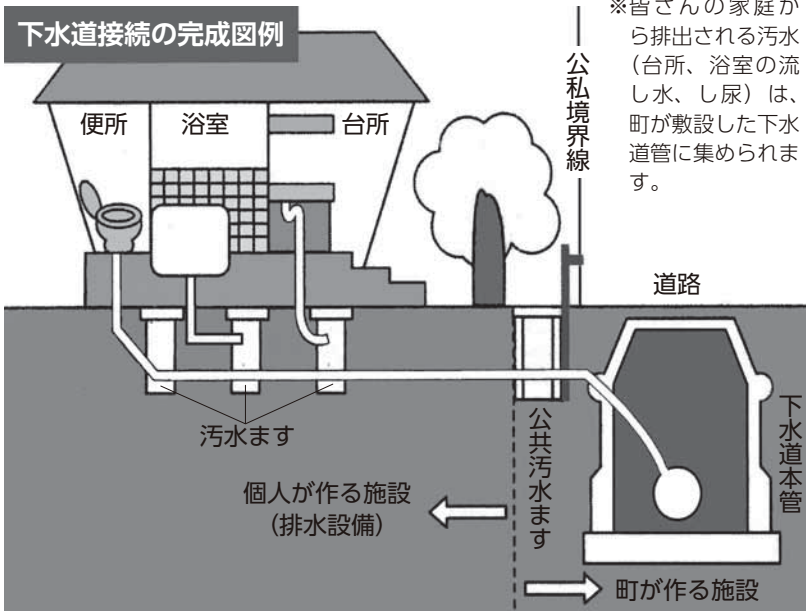 下水道接続の完成図例
※皆さんの家庭か
ら排出される汚水
（台所、浴室の流
し水、し尿）は、
町が敷設した下水
道管に集められま
す。
公私境界線
便所
浴室
台所
道路
汚水ます
公共汚水ます
下水道本管
個人が作る施設
（排水設備）
町が作る施設